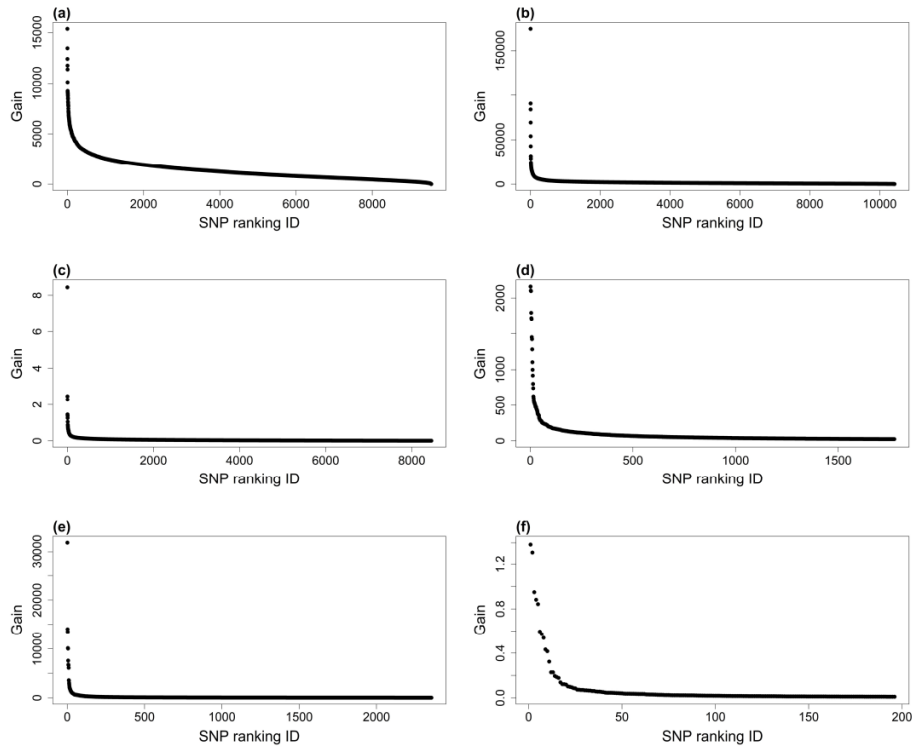 (a)
Gain
15000
10000
5000
0
0 2000 4000 6000 8000
SNP ranking ID
(b)
Gain
150000
50000
0
0 2000 4000 6000 8000 10000
SNP ranking ID
(c)
Gain
8
6
4
2
0
0 2000 4000 6000 8000
SNP ranking ID
(d)
Gain
2000
1000
500
0
0 500 1000 1500
SNP ranking ID
(e)
Gain
30000
20000
10000
0
0 500 1000 1500 2000
SNP ranking ID
(f)
Gain
1.2
0.8
0.4
0.0
0 50 100 150 200
SNP ranking ID